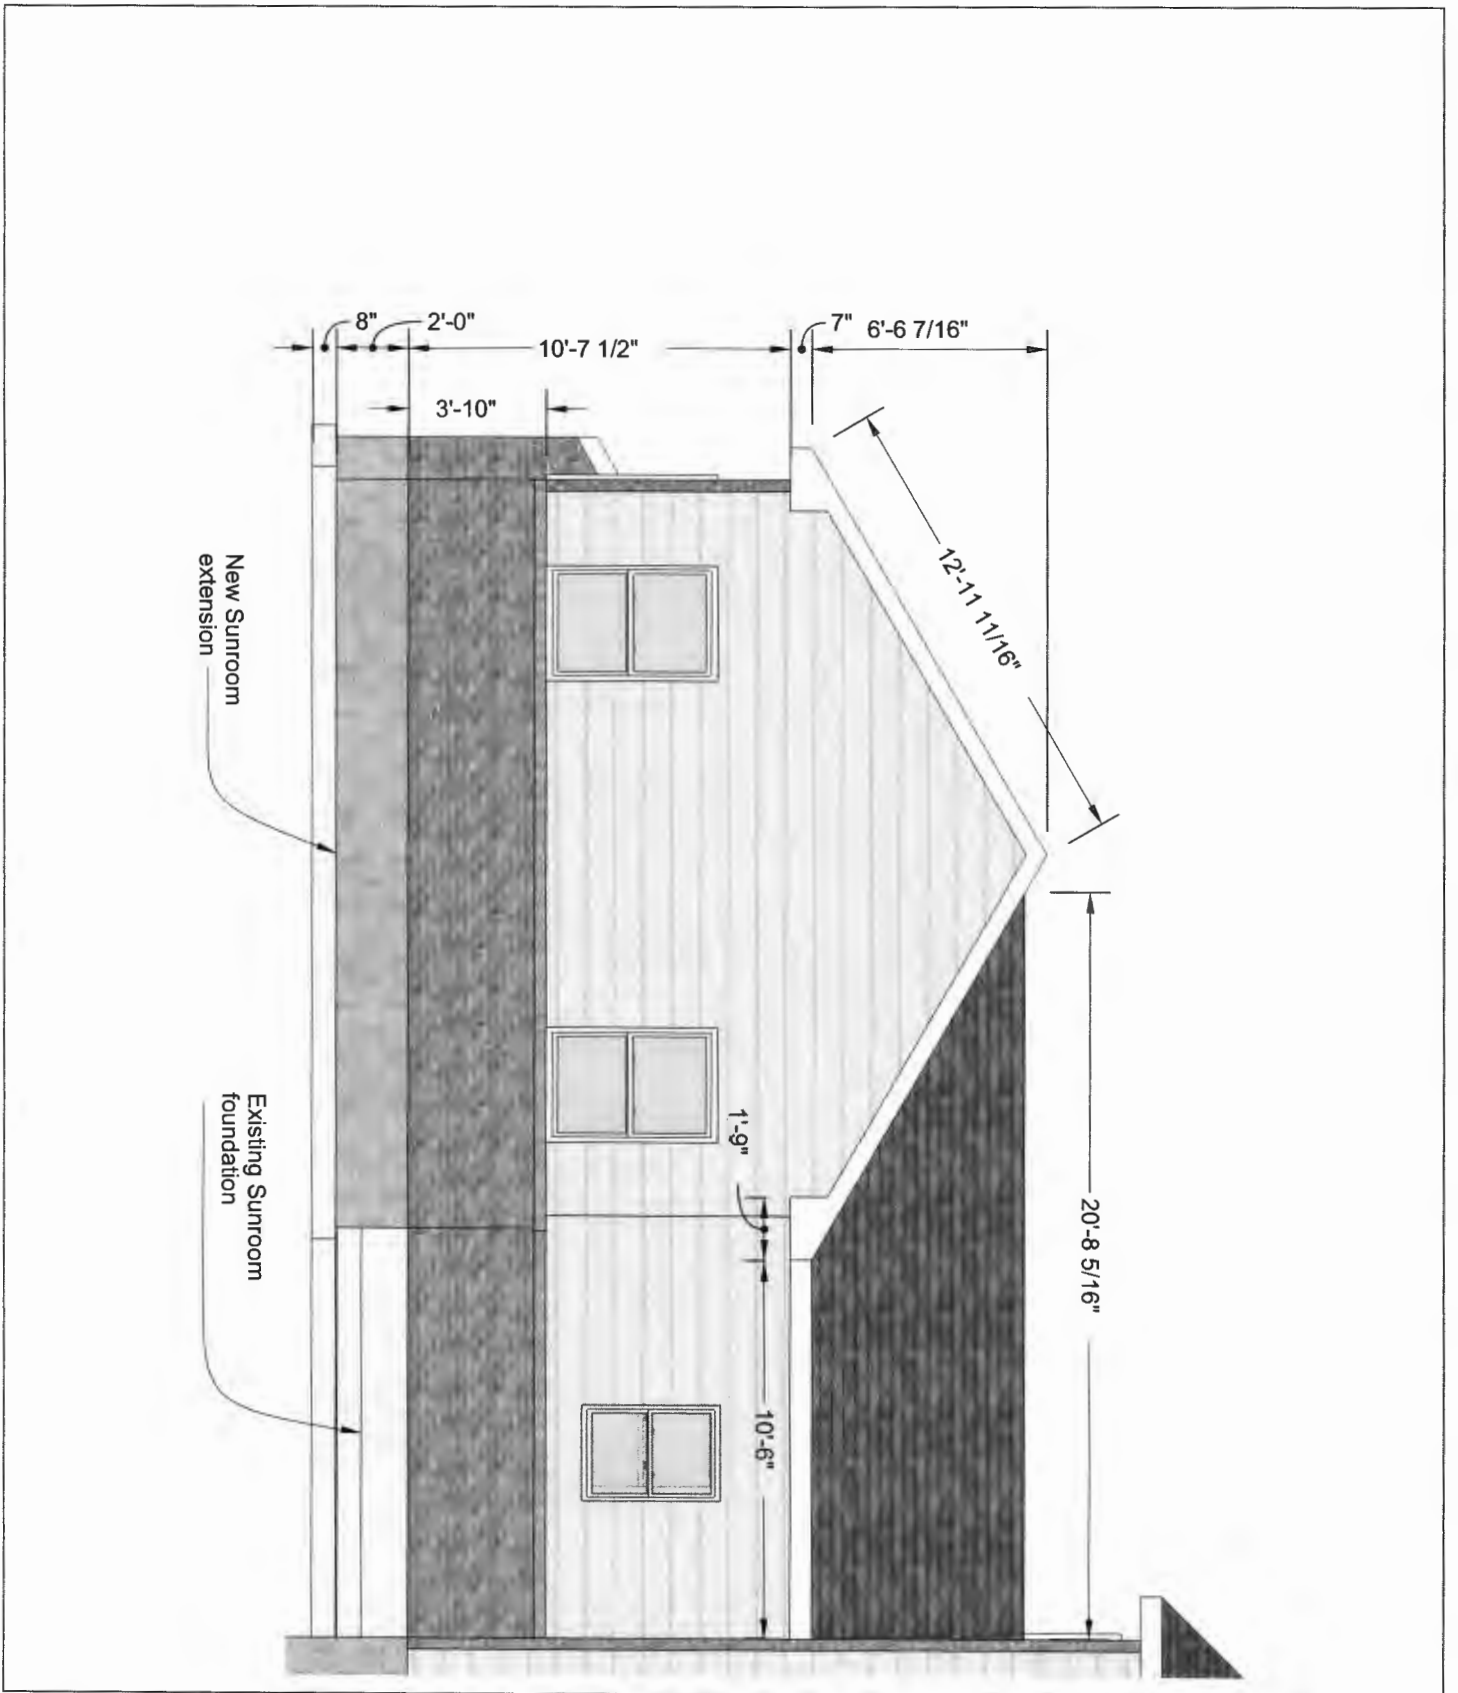 8"
2'-0"
10'-7 1/2"
7"
6'-6 7/16"
3'-10"
12'-11 11/16"
New Sunroom
extension
1'-9"
Existing Sunroom
foundation
20'-8 5/16"
10'-6"